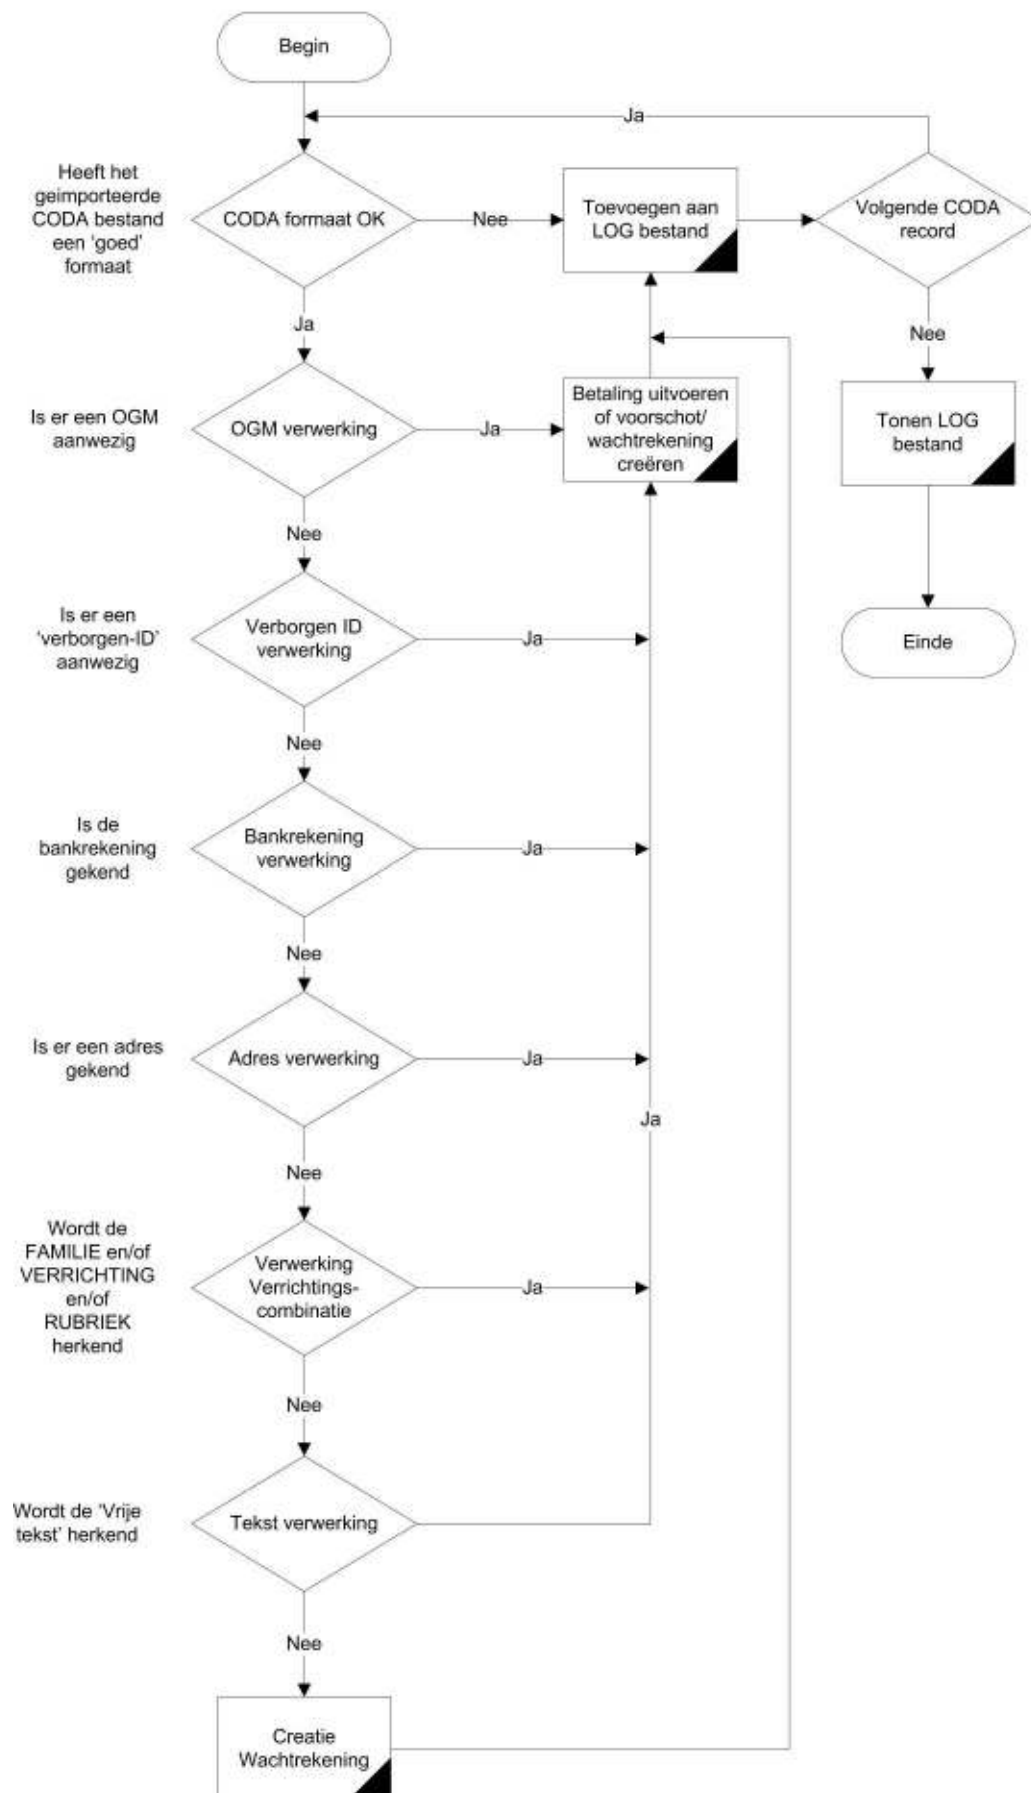 Begin
Ja
Heeft het
geimporteerde
CODA bestand
een ‘goed’
formaat
CODA formaat OK
Nee
Toevoegen aan
LOG bestand
Volgende CODA
record
Ja
Nee
Is er een OGM
aanwezig
OGM verwerking
Ja
Betaling uitvoeren
of voorschot/
wachtrekening
creëren
Tonen LOG
bestand
Nee
Is er een
‘verborgen-ID’
aanwezig
Verborgen ID
verwerking
Ja
Einde
Nee
Is de
bankrekening
gekend
Bankrekening
verwerking
Ja
Nee
Is er een adres
gekend
Adres verwerking
Ja
Ja
Nee
Wordt de
FAMILIE en/of
VERRICHTING
en/of
RUBRIEK
herkend
Verwerking
Verrichtings-
combinatie
Ja
Nee
Wordt de ‘Vrije
tekst’ herkend
Tekst verwerking
Nee
Creatie
Wachtrekening